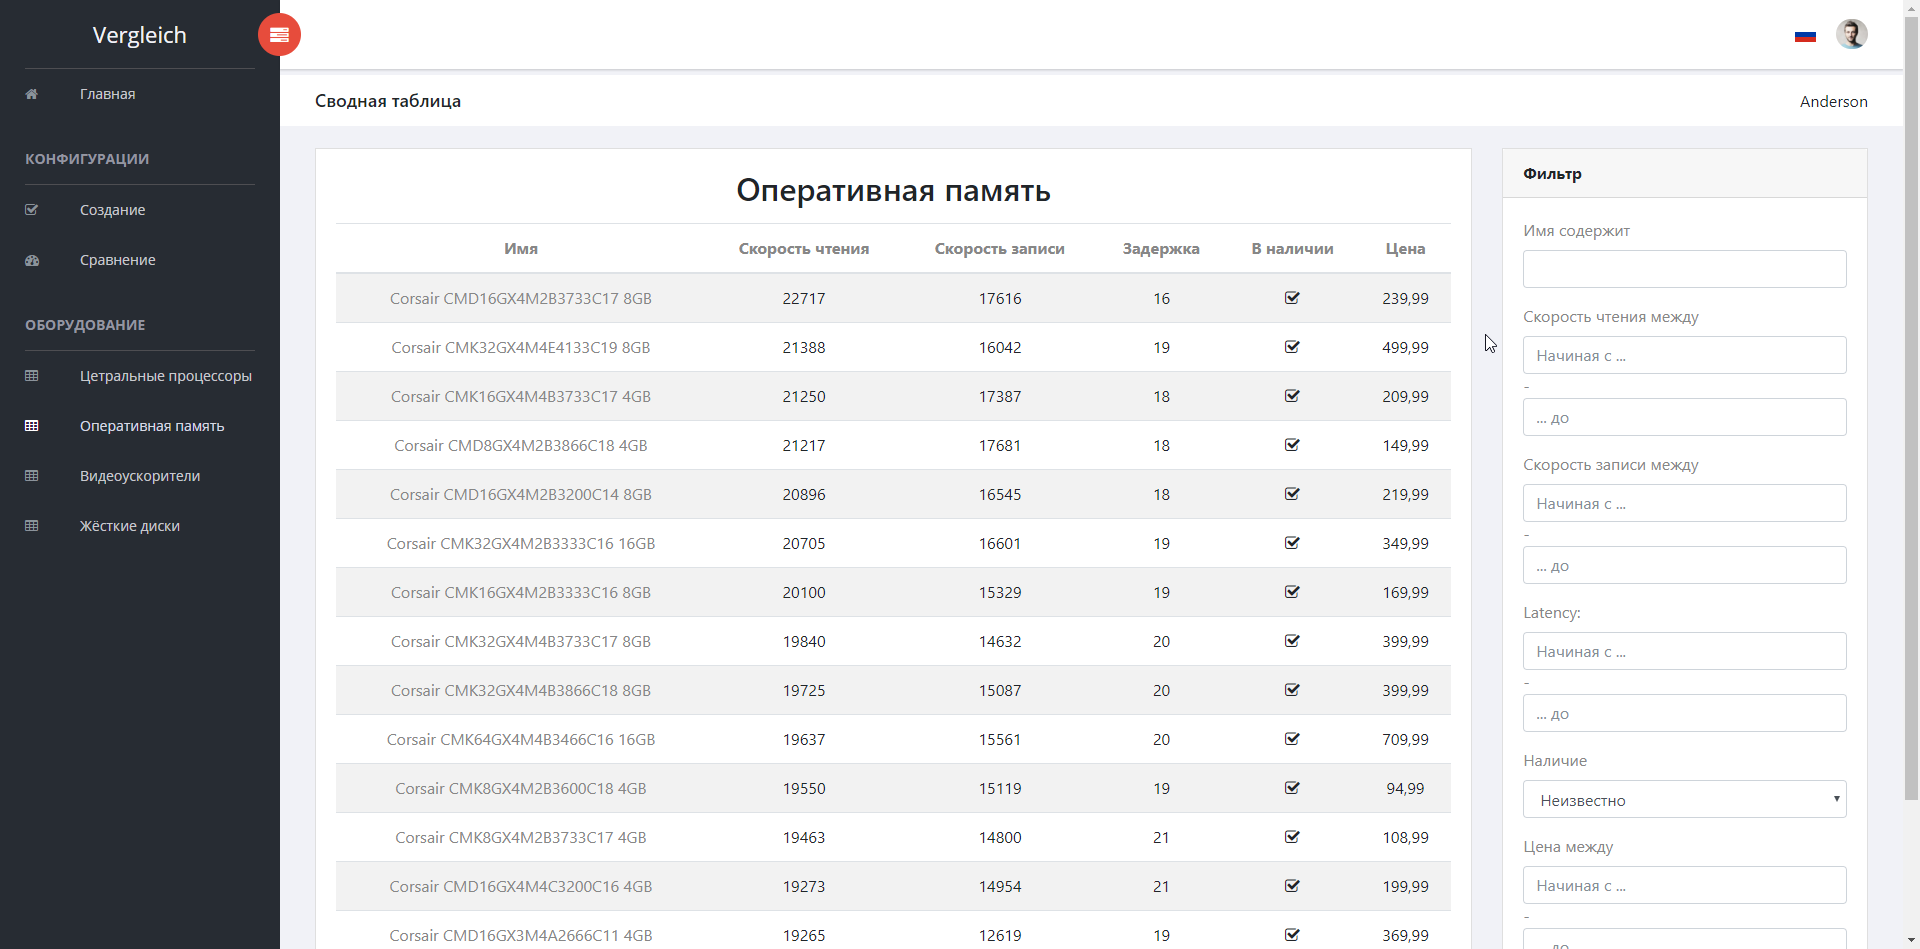 Vergleich
Главная
КОНФИГУРАЦИИ
Создание
Сравнение
ОБОРУДОВАНИЕ
Цетральные процессоры
Оперативная память
Видеоускорители
Жёсткие диски
Сводная таблица
Anderson
Оперативная память
Имя Скорость чтения Скорость записи Задержка В наличии Цена
Corsair CMD16GX4M2B3733C17 8GB 22717 17616 16 239,99
Corsair CMK32GX4M4E4133C19 8GB 21388 16042 19 499,99
Corsair CMK16GX4M4B3733C17 4GB 21250 17387 18 209,99
Corsair CMD8GX4M2B3866C18 4GB 21217 17681 18 149,99
Corsair CMD16GX4M2B3200C14 8GB 20896 16545 18 219,99
Corsair CMK32GX4M2B3333C16 16GB 20705 16601 19 349,99
Corsair CMK16GX4M2B3333C16 8GB 20100 15329 19 169,99
Corsair CMK32GX4M4B3733C17 8GB 19840 14632 20 399,99
Corsair CMK32GX4M4B3866C18 8GB 19725 15087 20 399,99
Corsair CMK64GX4M4B3466C16 16GB 19637 15561 20 709,99
Corsair CMK8GX4M2B3600C18 4GB 19550 15119 19 94,99
Corsair CMK8GX4M2B3733C17 4GB 19463 14800 21 108,99
Corsair CMD16GX4M4C3200C16 4GB 19273 14954 21 199,99
Corsair CMD16GX3M4A2666C11 4GB 19265 12619 19 369,99
Фильтр
Имя содержит
Скорость чтения между
Начиная с ...
-
... до
Скорость записи между
Начиная с ...
-
... до
Latency:
Начиная с ...
-
... до
Наличие
Неизвестно
Цена между
Начиная с ...
-
... до